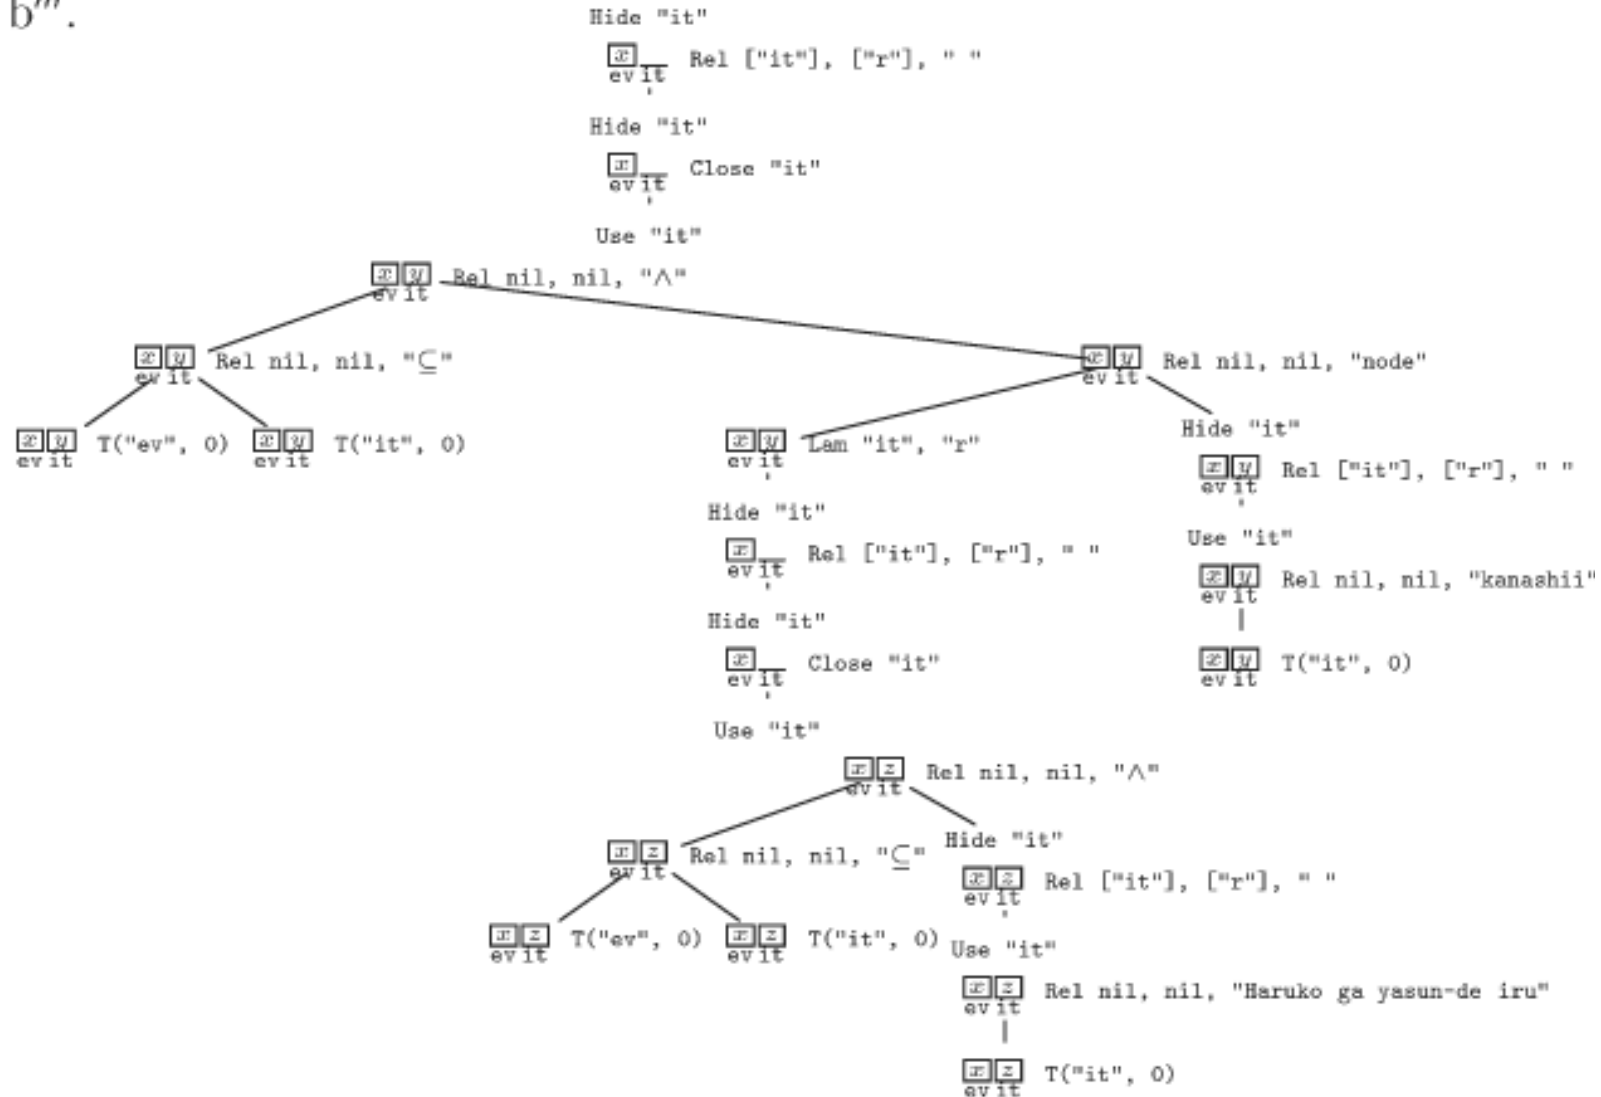 b‴.
Hide "it"
x Rel ["it"], ["r"], " "
ev it
Hide "it"
x Close "it"
ev it
Use "it"
x y Rel nil, nil, "∧"
ev it
x y Rel nil, nil, "⊆" x y Rel nil, nil, "node"
ev it ev it
x y T("ev", 0) x y T("it", 0) x y Lam "it", "r" Hide "it"
ev it ev it ev it
x y Rel ["it"], ["r"], " "
ev it
Hide "it" Use "it"
x Rel ["it"], ["r"], " " x y Rel nil, nil, "kanashii"
ev it ev it
Hide "it"
x Close "it" x y T("it", 0)
ev it ev it
Use "it"
x z Rel nil, nil, "∧"
ev it
x z Rel nil, nil, "⊆" Hide "it"
ev it
x z Rel ["it"], ["r"], " "
ev it
x z T("ev", 0) x z T("it", 0) Use "it"
ev it ev it
x z Rel nil, nil, "Haruko ga yasun-de iru"
ev it
x z T("it", 0)
ev it